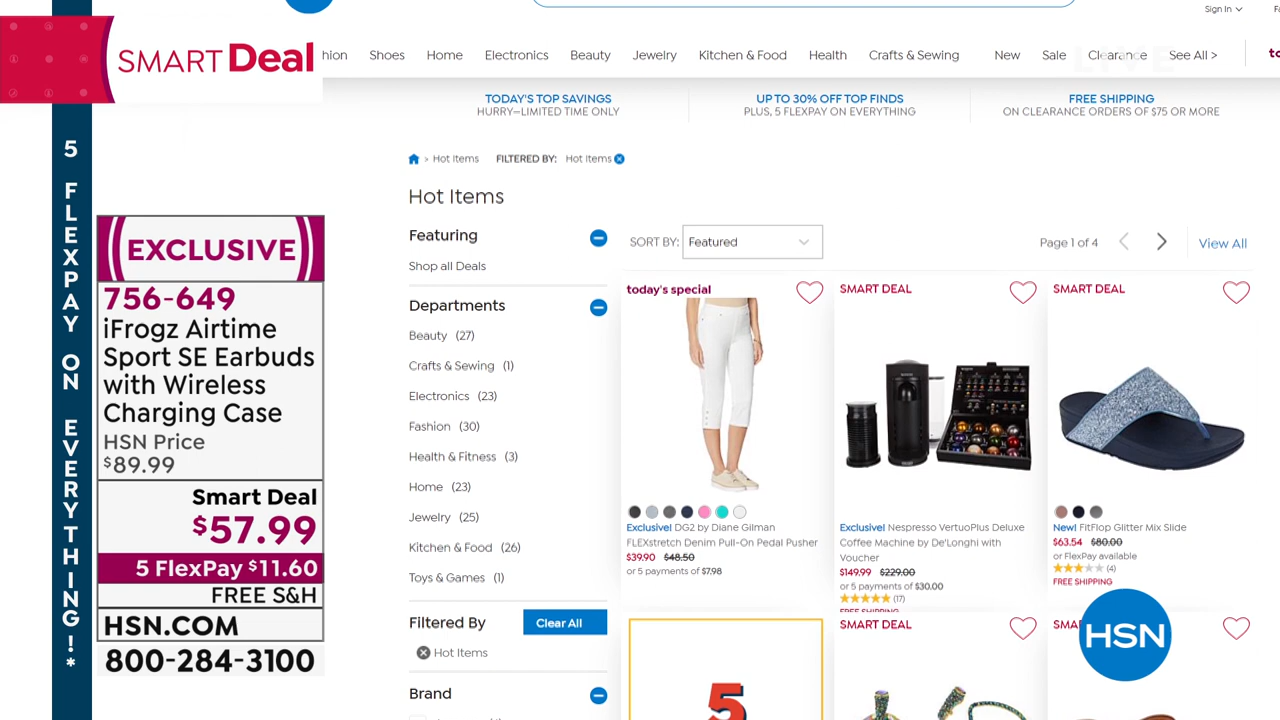 SMART Deal
5 FLEXPAY ON EVERYTHING!*
EXCLUSIVE
756-649
iFrogz Airtime
Sport SE Earbuds
with Wireless
Charging Case
HSN Price
$89.99
Smart Deal
$57.99
5 FlexPay $11.60
FREE S&H
HSN.COM
800-284-3100
Sign In
hion Shoes Home Electronics Beauty Jewelry Kitchen & Food Health Crafts & Sewing New Sale Clearance See All > to
LIVE
TODAY'S TOP SAVINGS
HURRY—LIMITED TIME ONLY
UP TO 30% OFF TOP FINDS
PLUS, 5 FLEXPAY ON EVERYTHING
FREE SHIPPING
ON CLEARANCE ORDERS OF $75 OR MORE
> Hot Items FILTERED BY: Hot Items
Hot Items
Featuring
Shop all Deals
Departments
Beauty (27)
Crafts & Sewing (1)
Electronics (23)
Fashion (30)
Health & Fitness (3)
Home (23)
Jewelry (25)
Kitchen & Food (26)
Toys & Games (1)
Filtered By Clear All
Hot Items
Brand
SORT BY: Featured
Page 1 of 4 View All
today's special
Exclusive! DG2 by Diane Gilman
FLEXstretch Denim Pull-On Pedal Pusher
$39.90 $48.50
or 5 payments of $7.98
SMART DEAL
Exclusive! Nespresso VertuoPlus Deluxe
Coffee Machine by De'Longhi with
Voucher
$149.99 $229.00
or 5 payments of $30.00
(17)
FREE SHIPPING
SMART DEAL
New! FitFlop Glitter Mix Slide
$63.54 $80.00
or FlexPay available
(4)
FREE SHIPPING
5
SMART DEAL
SMA
HSN